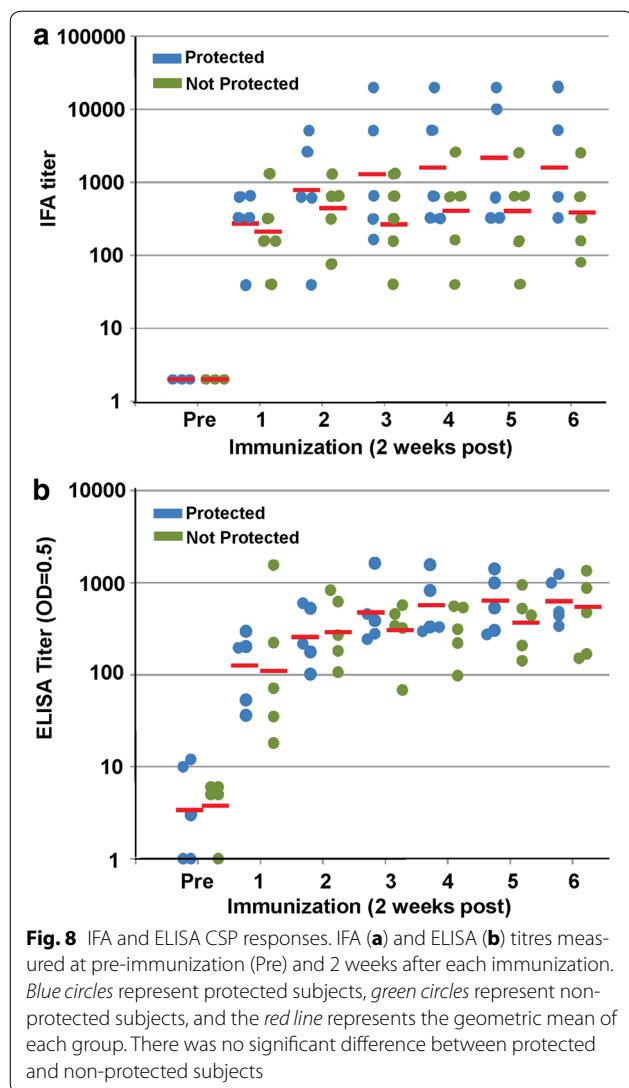 a
100000
10000
1000
100
10
1
IFA titer
Protected
Not Protected
Pre 1 2 3 4 5 6
Immunization (2 weeks post)
b
10000
1000
100
10
1
ELISA Titer (OD=0.5)
Protected
Not Protected
Pre 1 2 3 4 5 6
Immunization (2 weeks post)
Fig. 8 IFA and ELISA CSP responses. IFA (a) and ELISA (b) titres meas-
ured at pre-immunization (Pre) and 2 weeks after each immunization.
Blue circles represent protected subjects, green circles represent non-
protected subjects, and the red line represents the geometric mean of
each group. There was no significant difference between protected
and non-protected subjects